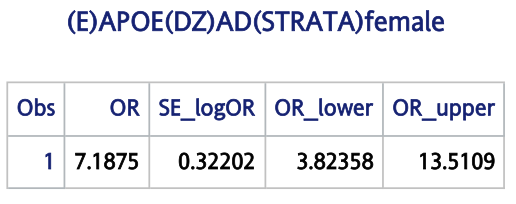 (E)APOE(DZ)AD(STRATA)female
Obs OR SE_logOR OR_lower OR_upper
1 7.1875 0.32202 3.82358 13.5109